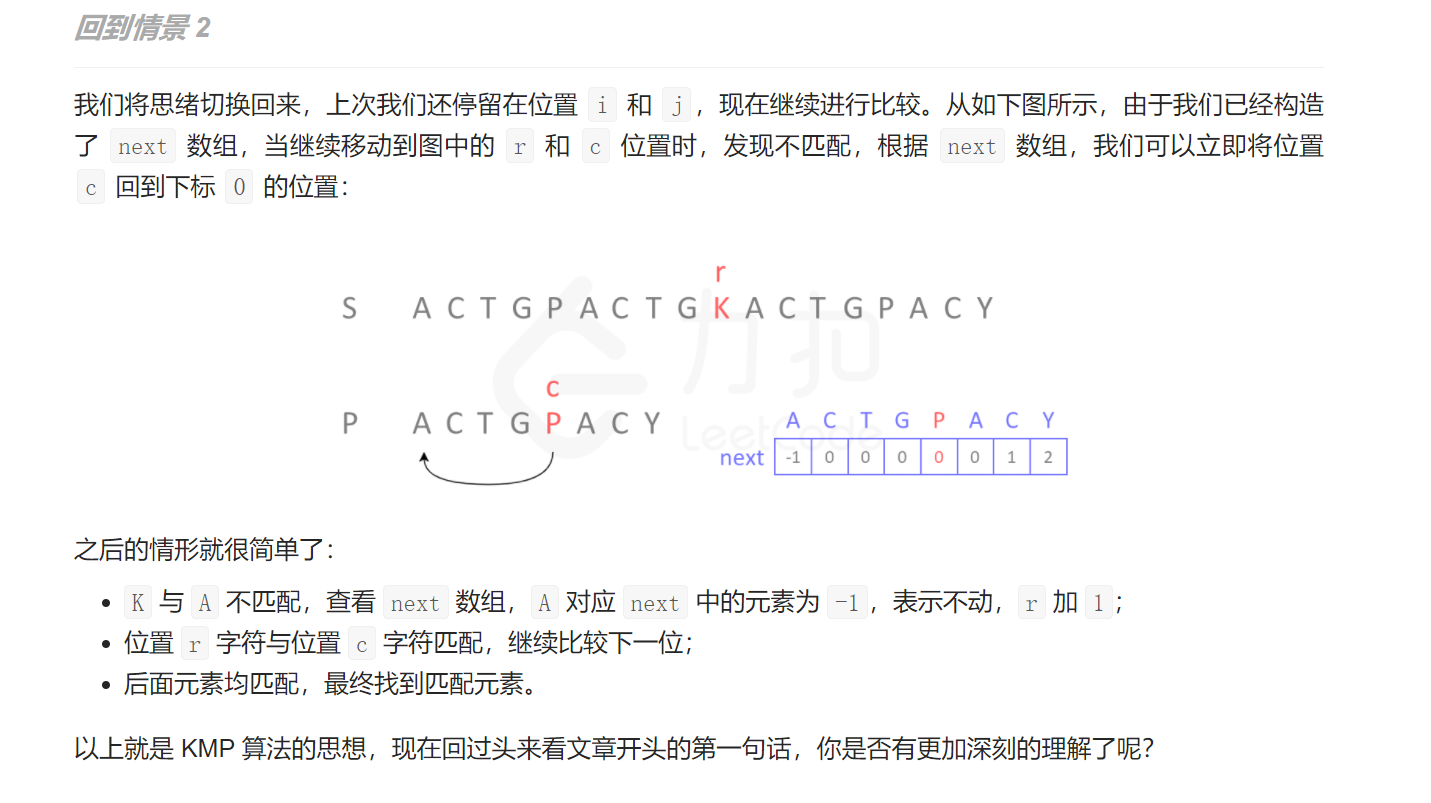 回到情景 2
我们将思绪切换回来，上次我们还停留在位置 i 和 j，现在继续进行比较。从如下图所示，由于我们已经构造
了 next 数组，当继续移动到图中的 r 和 c 位置时，发现不匹配，根据 next 数组，我们可以立即将位置
c 回到下标 0 的位置：
r
S A C T G P A C T G K A C T G P A C Y
力扣
c
P A C T G P A C Y
LeetCode
A C T G P A C Y
next -1 0 0 0 0 0 1 2
之后的情形就很简单了：
• K 与 A 不匹配，查看 next 数组，A 对应 next 中的元素为 -1，表示不动，r 加 1；
• 位置 r 字符与位置 c 字符匹配，继续比较下一位；
• 后面元素均匹配，最终找到匹配元素。
以上就是 KMP 算法的思想，现在回过头来看文章开头的第一句话，你是否有更加深刻的理解了呢？